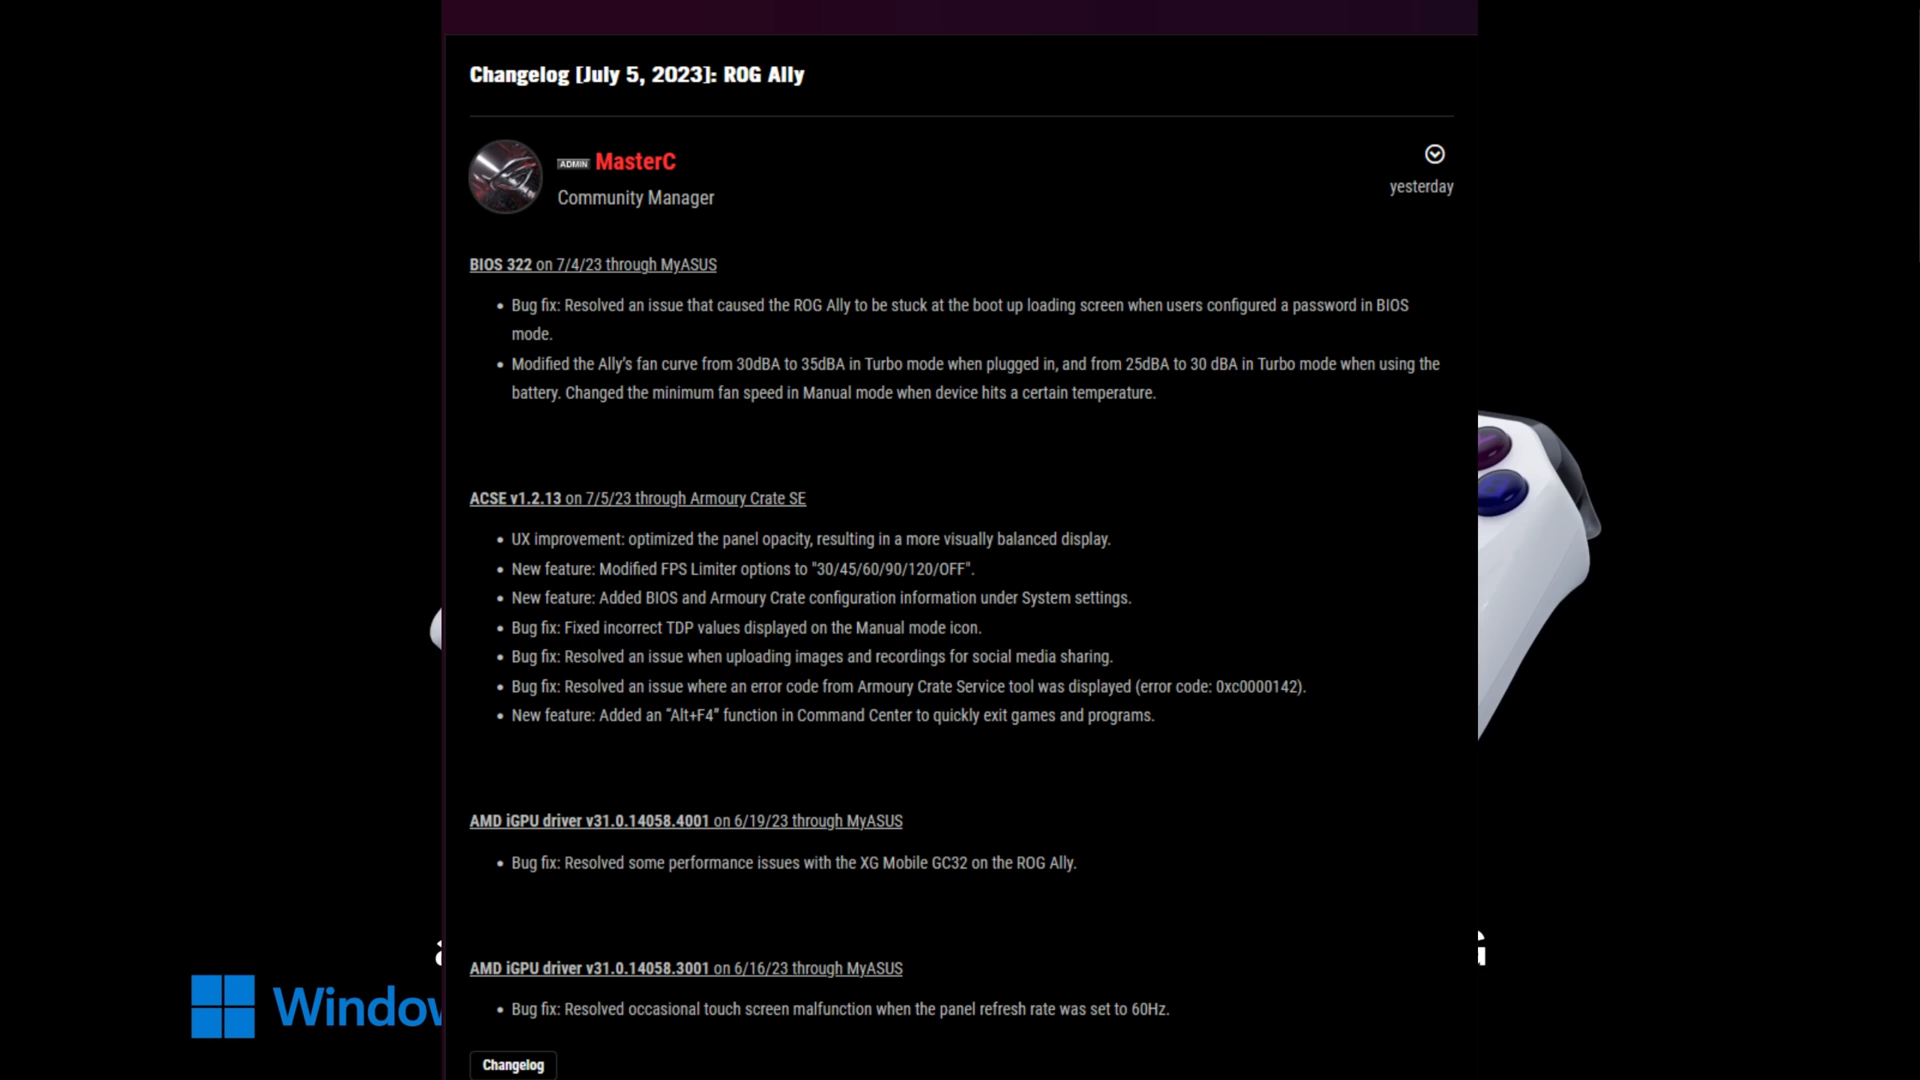 Changelog [July 5, 2023]: ROG Ally
ADMIN MasterC
Community Manager
yesterday
BIOS 322 on 7/4/23 through MyASUS
• Bug fix: Resolved an issue that caused the ROG Ally to be stuck at the boot up loading screen when users configured a password in BIOS
mode.
• Modified the Ally's fan curve from 30dBA to 35dBA in Turbo mode when plugged in, and from 25dBA to 30 dBA in Turbo mode when using the
battery. Changed the minimum fan speed in Manual mode when device hits a certain temperature.
ACSE v1.2.13 on 7/5/23 through Armoury Crate SE
• UX improvement: optimized the panel opacity, resulting in a more visually balanced display.
• New feature: Modified FPS Limiter options to "30/45/60/90/120/OFF".
• New feature: Added BIOS and Armoury Crate configuration information under System settings.
• Bug fix: Fixed incorrect TDP values displayed on the Manual mode icon.
• Bug fix: Resolved an issue when uploading images and recordings for social media sharing.
• Bug fix: Resolved an issue where an error code from Armoury Crate Service tool was displayed (error code: 0xc0000142).
• New feature: Added an “Alt+F4” function in Command Center to quickly exit games and programs.
AMD iGPU driver v31.0.14058.4001 on 6/19/23 through MyASUS
• Bug fix: Resolved some performance issues with the XG Mobile GC32 on the ROG Ally.
AMD iGPU driver v31.0.14058.3001 on 6/16/23 through MyASUS
• Bug fix: Resolved occasional touch screen malfunction when the panel refresh rate was set to 60Hz.
Windo
Changelog